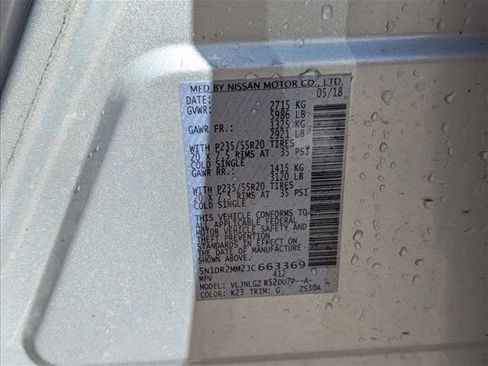 MFD BY NISSAN MOTOR CO., LTD.
DATE: 05/18
GVWR: 2715 KG
5986 LB
GAWR FR.: 1325 KG
2921 LB
WITH P235/55R20 TIRES
20 X 7.5 RIMS AT 35 PSI
COLD SINGLE
GAWR RR.: 1415 KG
3120 LB
WITH P235/55R20 TIRES
20 X 7.5 RIMS AT 35 PSI
COLD SINGLE
THIS VEHICLE CONFORMS TO
ALL APPLICABLE FEDERAL
MOTOR VEHICLE SAFETY AND
THEFT PREVENTION
STANDARDS IN EFFECT ON
THE DATE OF MANUFACTURE
SHOWN ABOVE.
5N1DR2MM2JC663369
MPV 412
MODEL: VLJNLGZ R520U7P--A-
COLOR: K23 TRIM: G ZS30A